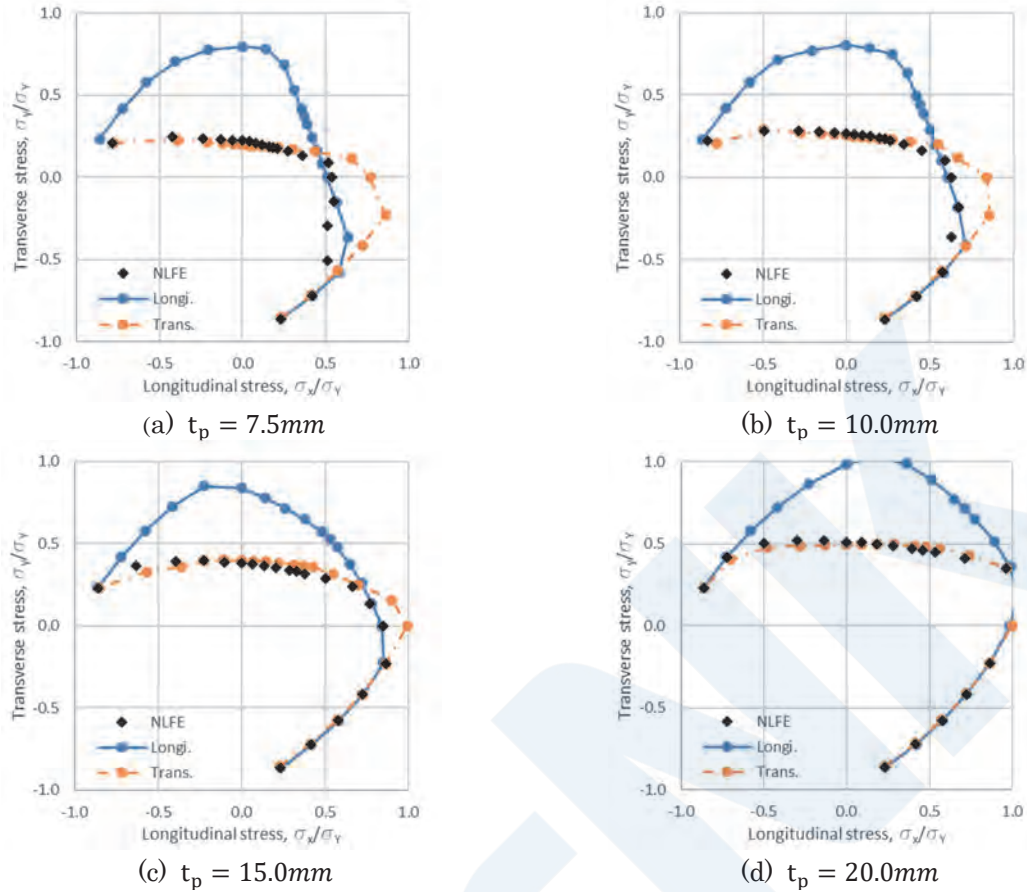 1.0
0.5
0.0
-0.5
-1.0
Transverse stress, σy/σY
NLFE
Longi.
Trans.
-1.0 -0.5 0.0 0.5 1.0
Longitudinal stress, σx/σY
(a) tp = 7.5mm
1.0
0.5
0.0
-0.5
-1.0
Transverse stress, σy/σY
NLFE
Longi.
Trans.
-1.0 -0.5 0.0 0.5 1.0
Longitudinal stress, σx/σY
(b) tp = 10.0mm
1.0
0.5
0.0
-0.5
-1.0
Transverse stress, σy/σY
NLFE
Longi.
Trans.
-1.0 -0.5 0.0 0.5 1.0
Longitudinal stress, σx/σY
(c) tp = 15.0mm
1.0
0.5
0.0
-0.5
-1.0
Transverse stress, σy/σY
NLFE
Longi.
Trans.
-1.0 -0.5 0.0 0.5 1.0
Longitudinal stress, σx/σY
(d) tp = 20.0mm